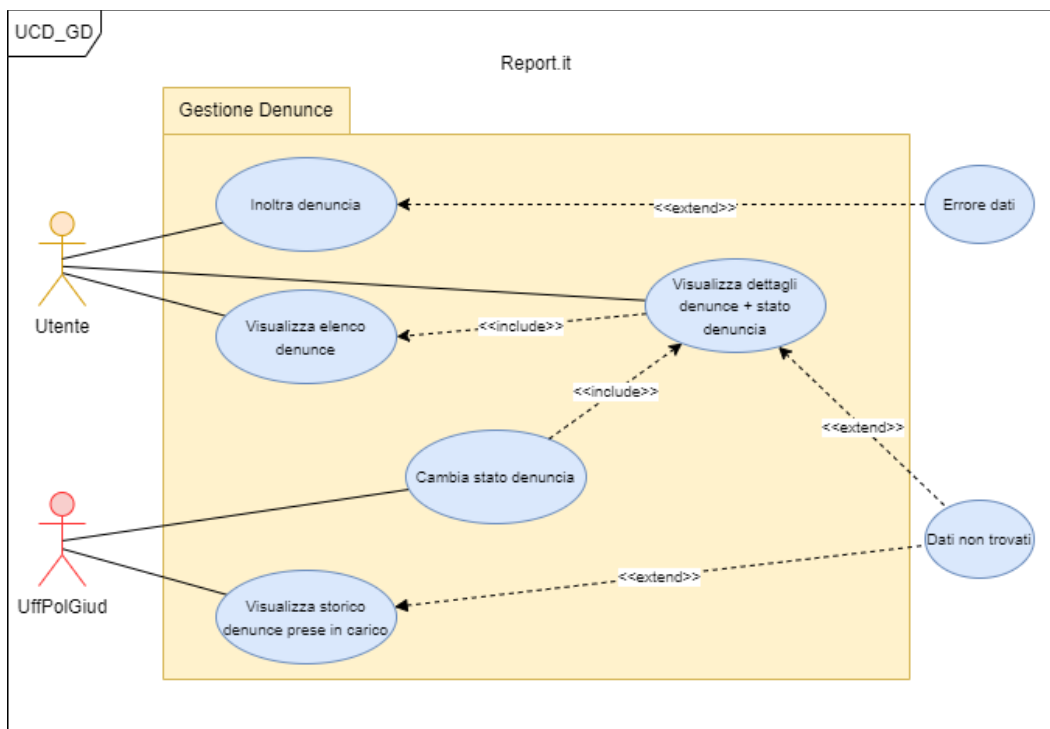 UCD_GD
Report.it
Gestione Denunce
Inoltra denuncia
<<extend>>
Errore dati
Utente
Visualizza elenco
denunce
<<include>>
Visualizza dettagli
denunce + stato
denuncia
<<include>>
<<extend>>
Cambia stato denuncia
UffPolGiud
Dati non trovati
<<extend>>
Visualizza storico
denunce prese in carico